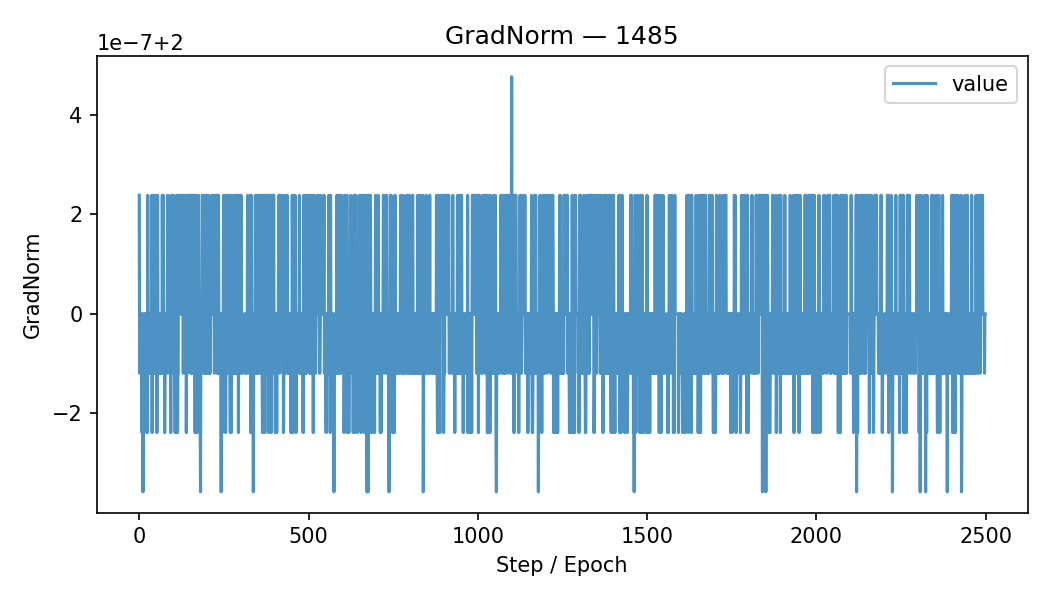 GradNorm — 1485
1e−7+2
value
4
2
0
−2
GradNorm
0 500 1000 1500 2000 2500
Step / Epoch